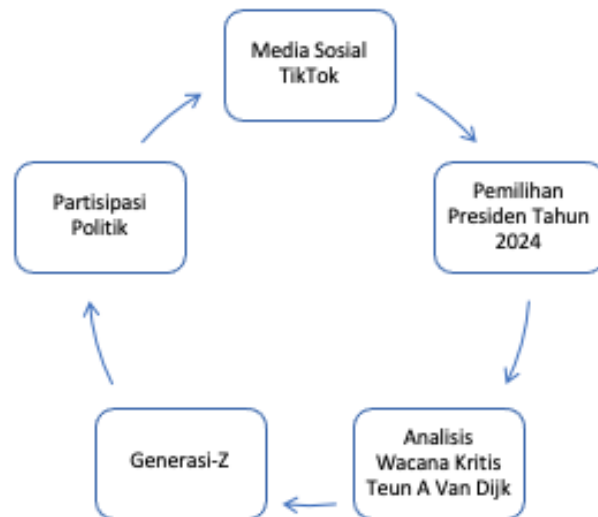 Media Sosial
TikTok
Pemilihan
Presiden Tahun
2024
Analisis
Wacana Kritis
Teun A Van Dijk
Generasi-Z
Partisipasi
Politik